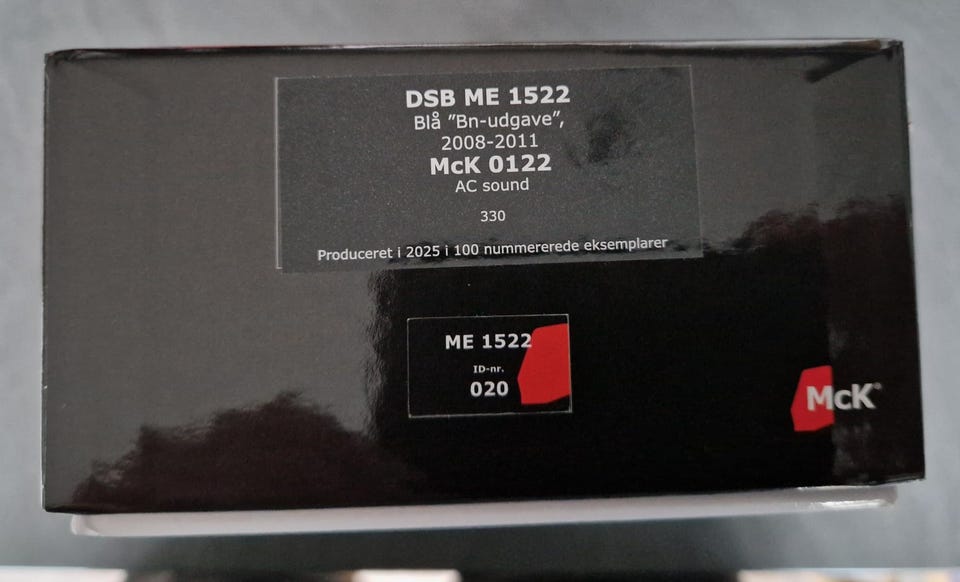 DSB ME 1522
Blå ”Bn-udgave”,
2008-2011
McK 0122
AC sound
330
Produceret i 2025 i 100 nummererede eksemplarer
ME 1522
ID-nr.
020
McK®